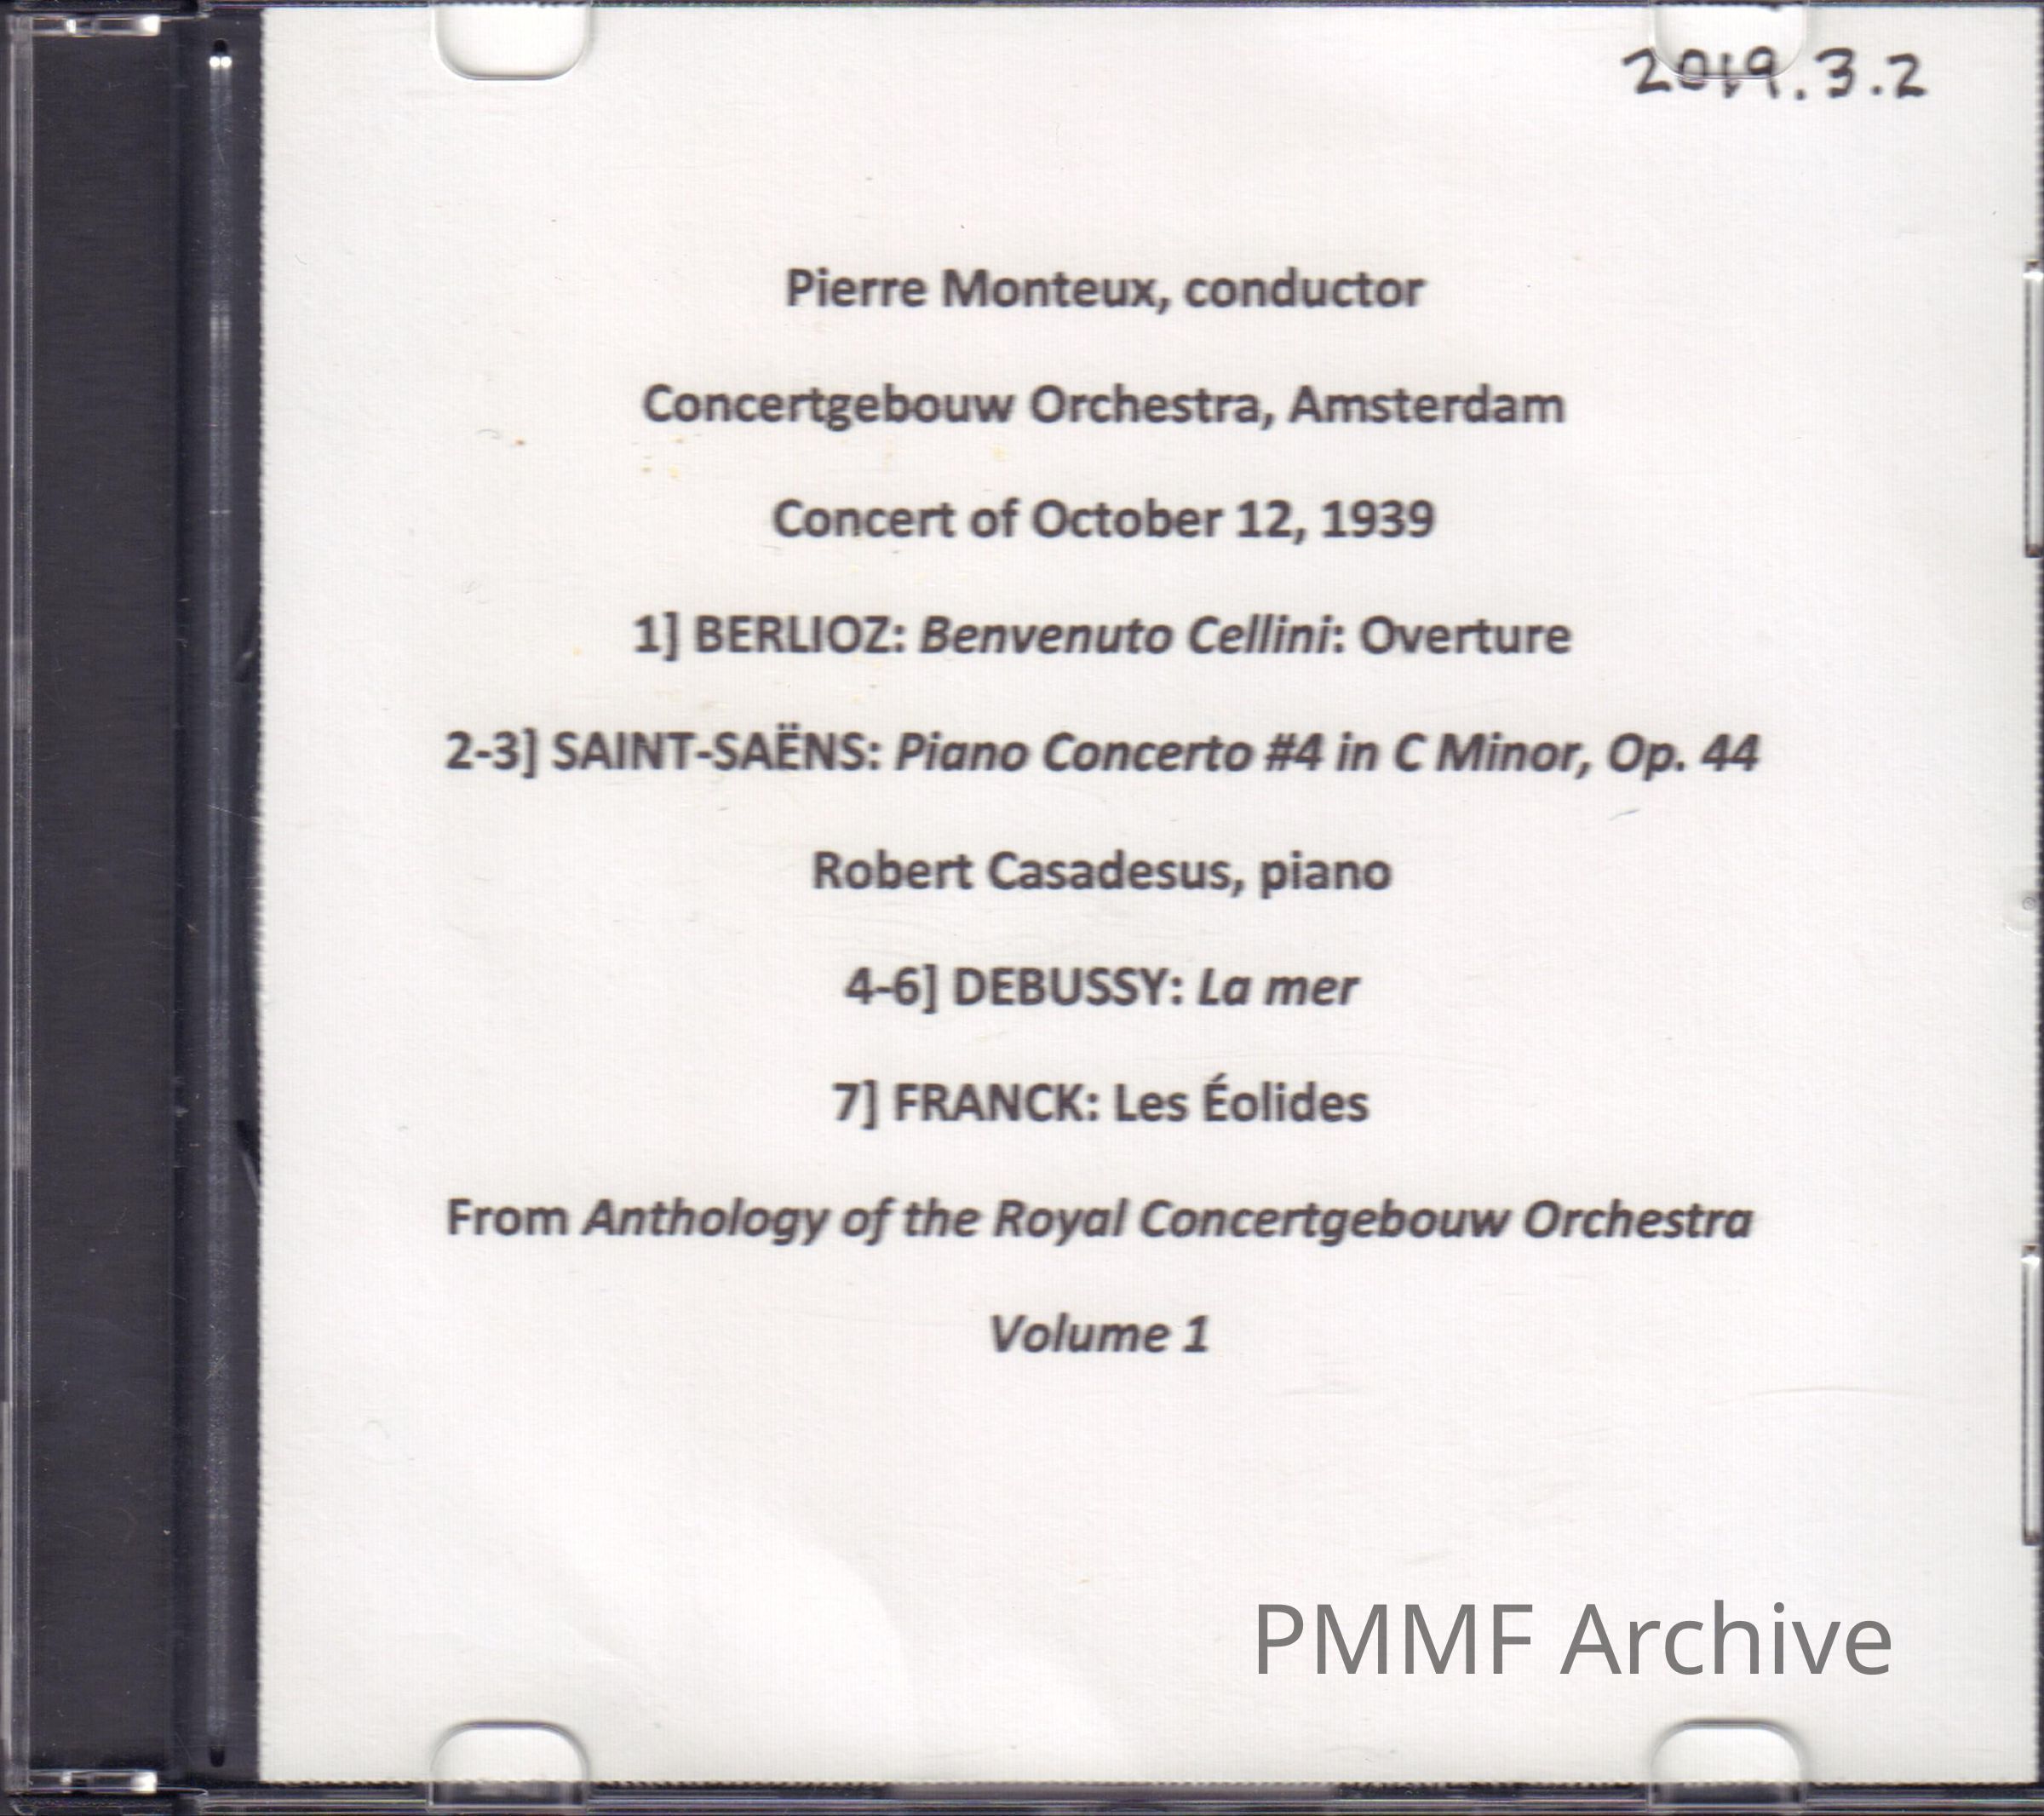 2019.3.2
Pierre Monteux, conductor
Concertgebouw Orchestra, Amsterdam
Concert of October 12, 1939
1] BERLIOZ: Benvenuto Cellini: Overture
2-3] SAINT-SAËNS: Piano Concerto #4 in C Minor, Op. 44
Robert Casadesus, piano
4-6] DEBUSSY: La mer
7] FRANCK: Les Éolides
From Anthology of the Royal Concertgebouw Orchestra
Volume 1
PMMF Archive